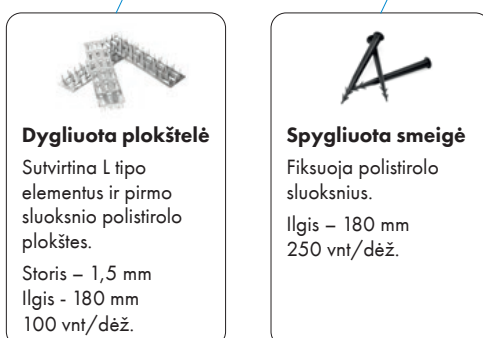 Dygliuota plokštelė
Sutvirtina L tipo
elementus ir pirmo
sluoksnio polistirolo
plokštes.
Storis – 1,5 mm
Ilgis - 180 mm
100 vnt/dėž.
Spygliuota smeigė
Fiksuoja polistirolo
sluoksnius.
Ilgis – 180 mm
250 vnt/dėž.